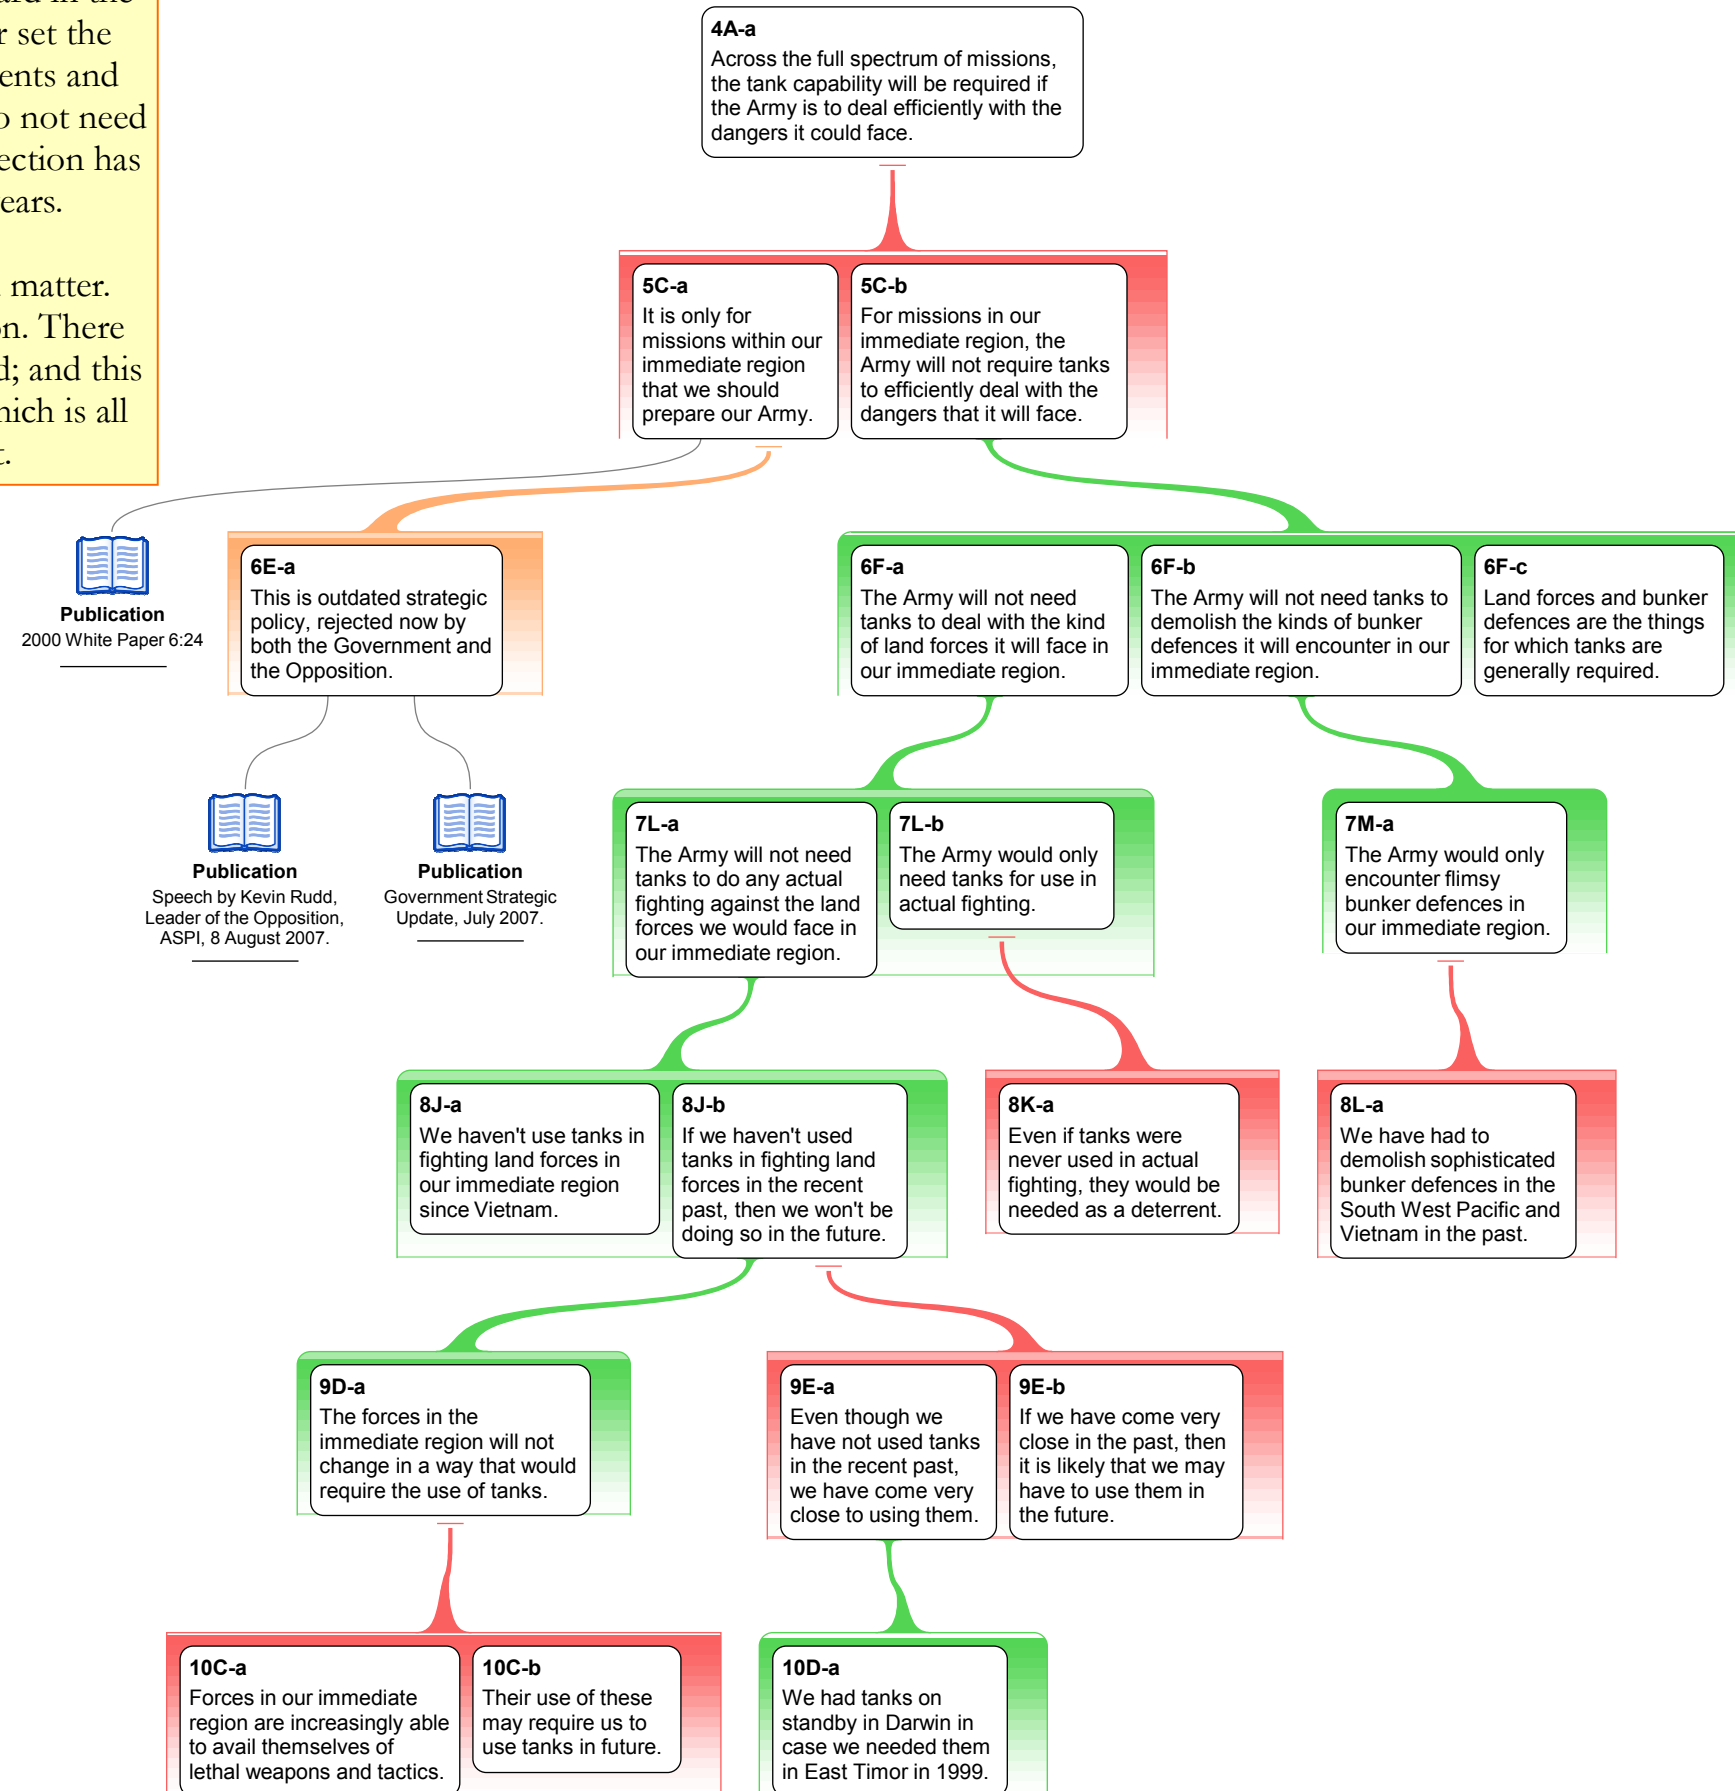 ard in the
r set the
ents and
o not need
ection has
ears.
matter.
on. There
d; and this
hich is all
t.
4A-a
Across the full spectrum of missions,
the tank capability will be required if
the Army is to deal efficiently with the
dangers it could face.
5C-a
It is only for
missions within our
immediate region
that we should
prepare our Army.
5C-b
For missions in our
immediate region, the
Army will not require tanks
to efficiently deal with the
dangers that it will face.
Publication
2000 White Paper 6:24
6E-a
This is outdated strategic
policy, rejected now by
both the Government and
the Opposition.
6F-a
The Army will not need
tanks to deal with the kind
of land forces it will face in
our immediate region.
6F-b
The Army will not need tanks to
demolish the kinds of bunker
defences it will encounter in our
immediate region.
6F-c
Land forces and bunker
defences are the things
for which tanks are
generally required.
Publication
Speech by Kevin Rudd,
Leader of the Opposition,
ASPI, 8 August 2007.
Publication
Government Strategic
Update, July 2007.
7L-a
The Army will not need
tanks to do any actual
fighting against the land
forces we would face in
our immediate region.
7L-b
The Army would only
need tanks for use in
actual fighting.
7M-a
The Army would only
encounter flimsy
bunker defences in
our immediate region.
8J-a
We haven't use tanks in
fighting land forces in
our immediate region
since Vietnam.
8J-b
If we haven't used
tanks in fighting land
forces in the recent
past, then we won't be
doing so in the future.
8K-a
Even if tanks were
never used in actual
fighting, they would be
needed as a deterrent.
8L-a
We have had to
demolish sophisticated
bunker defences in the
South West Pacific and
Vietnam in the past.
9D-a
The forces in the
immediate region will not
change in a way that would
require the use of tanks.
9E-a
Even though we
have not used tanks
in the recent past,
we have come very
close to using them.
9E-b
If we have come very
close in the past, then
it is likely that we may
have to use them in
the future.
10C-a
Forces in our immediate
region are increasingly able
to avail themselves of
lethal weapons and tactics.
10C-b
Their use of these
may require us to
use tanks in future.
10D-a
We had tanks on
standby in Darwin in
case we needed them
in East Timor in 1999.